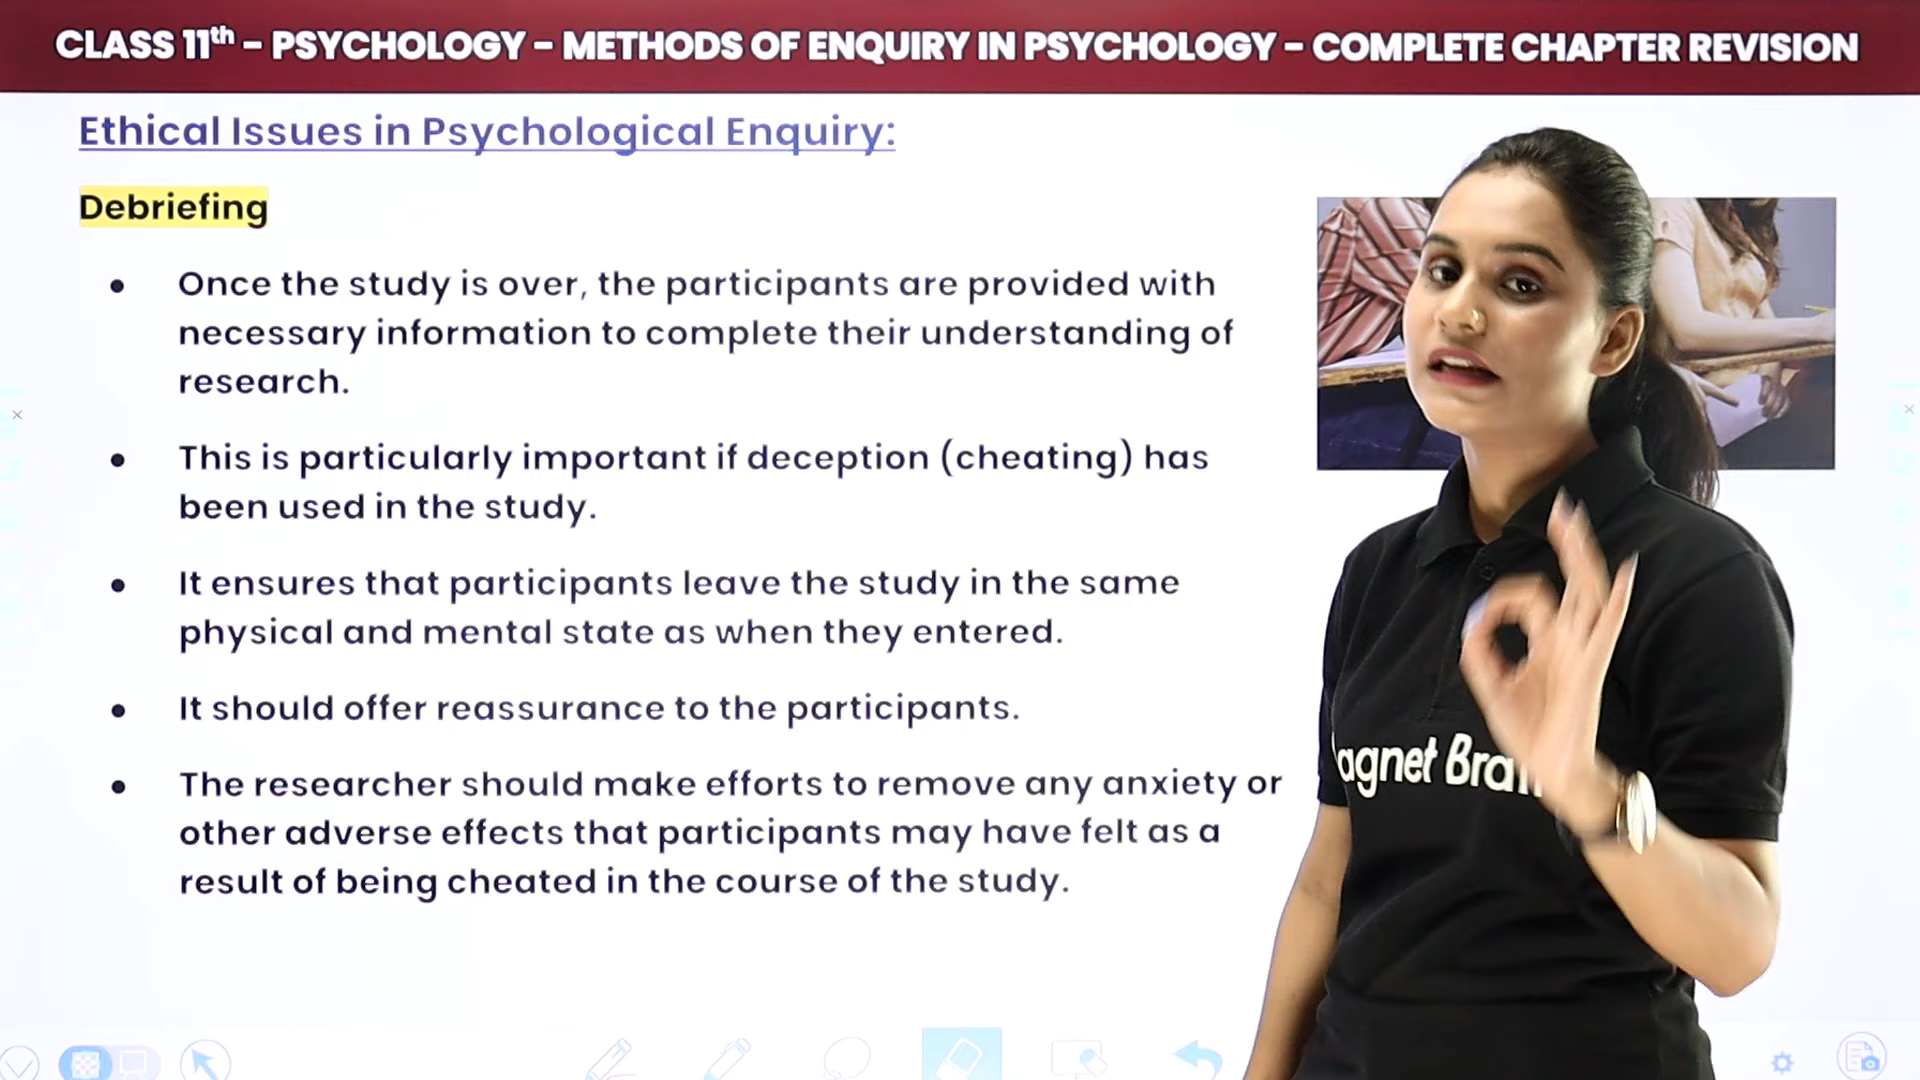 CLASS 11th - PSYCHOLOGY - METHODS OF ENQUIRY IN PSYCHOLOGY - COMPLETE CHAPTER REVISION
Ethical Issues in Psychological Enquiry:
Debriefing
• Once the study is over, the participants are provided with
necessary information to complete their understanding of
research.
• This is particularly important if deception (cheating) has
been used in the study.
• It ensures that participants leave the study in the same
physical and mental state as when they entered.
• It should offer reassurance to the participants.
• The researcher should make efforts to remove any anxiety or
other adverse effects that participants may have felt as a
result of being cheated in the course of the study.
agnet Bra